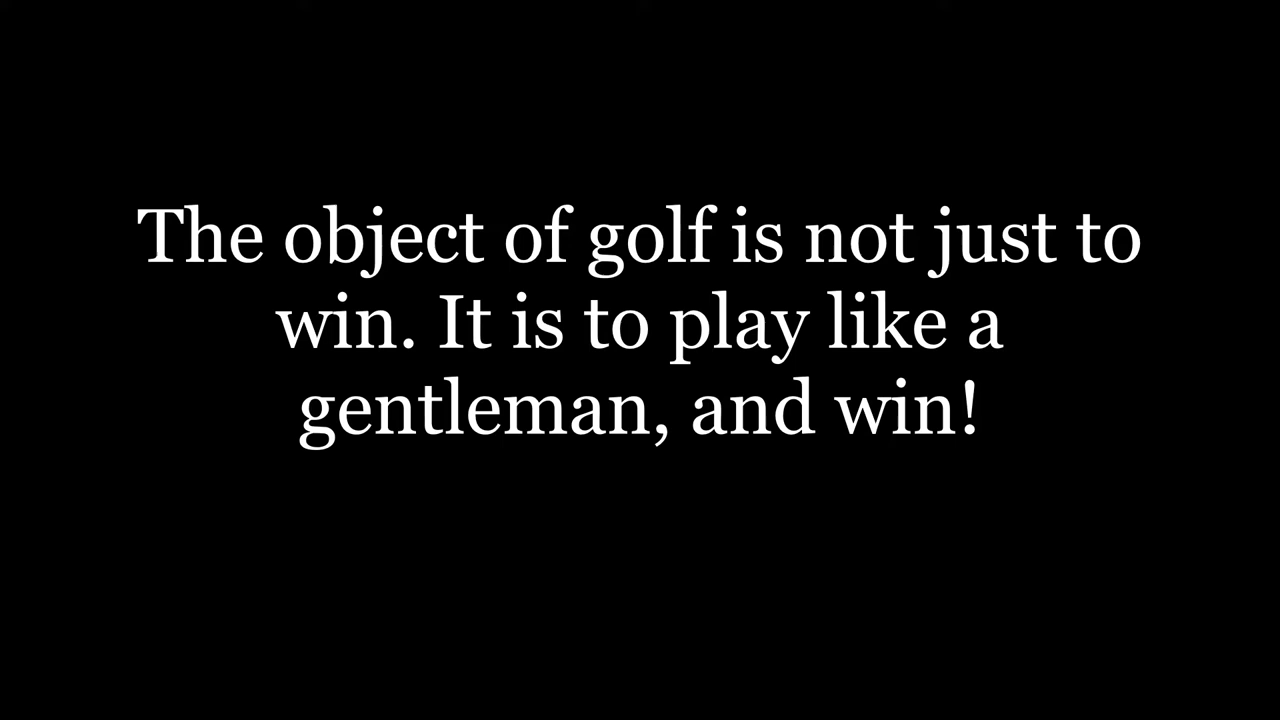 The object of golf is not just to
win. It is to play like a
gentleman, and win!